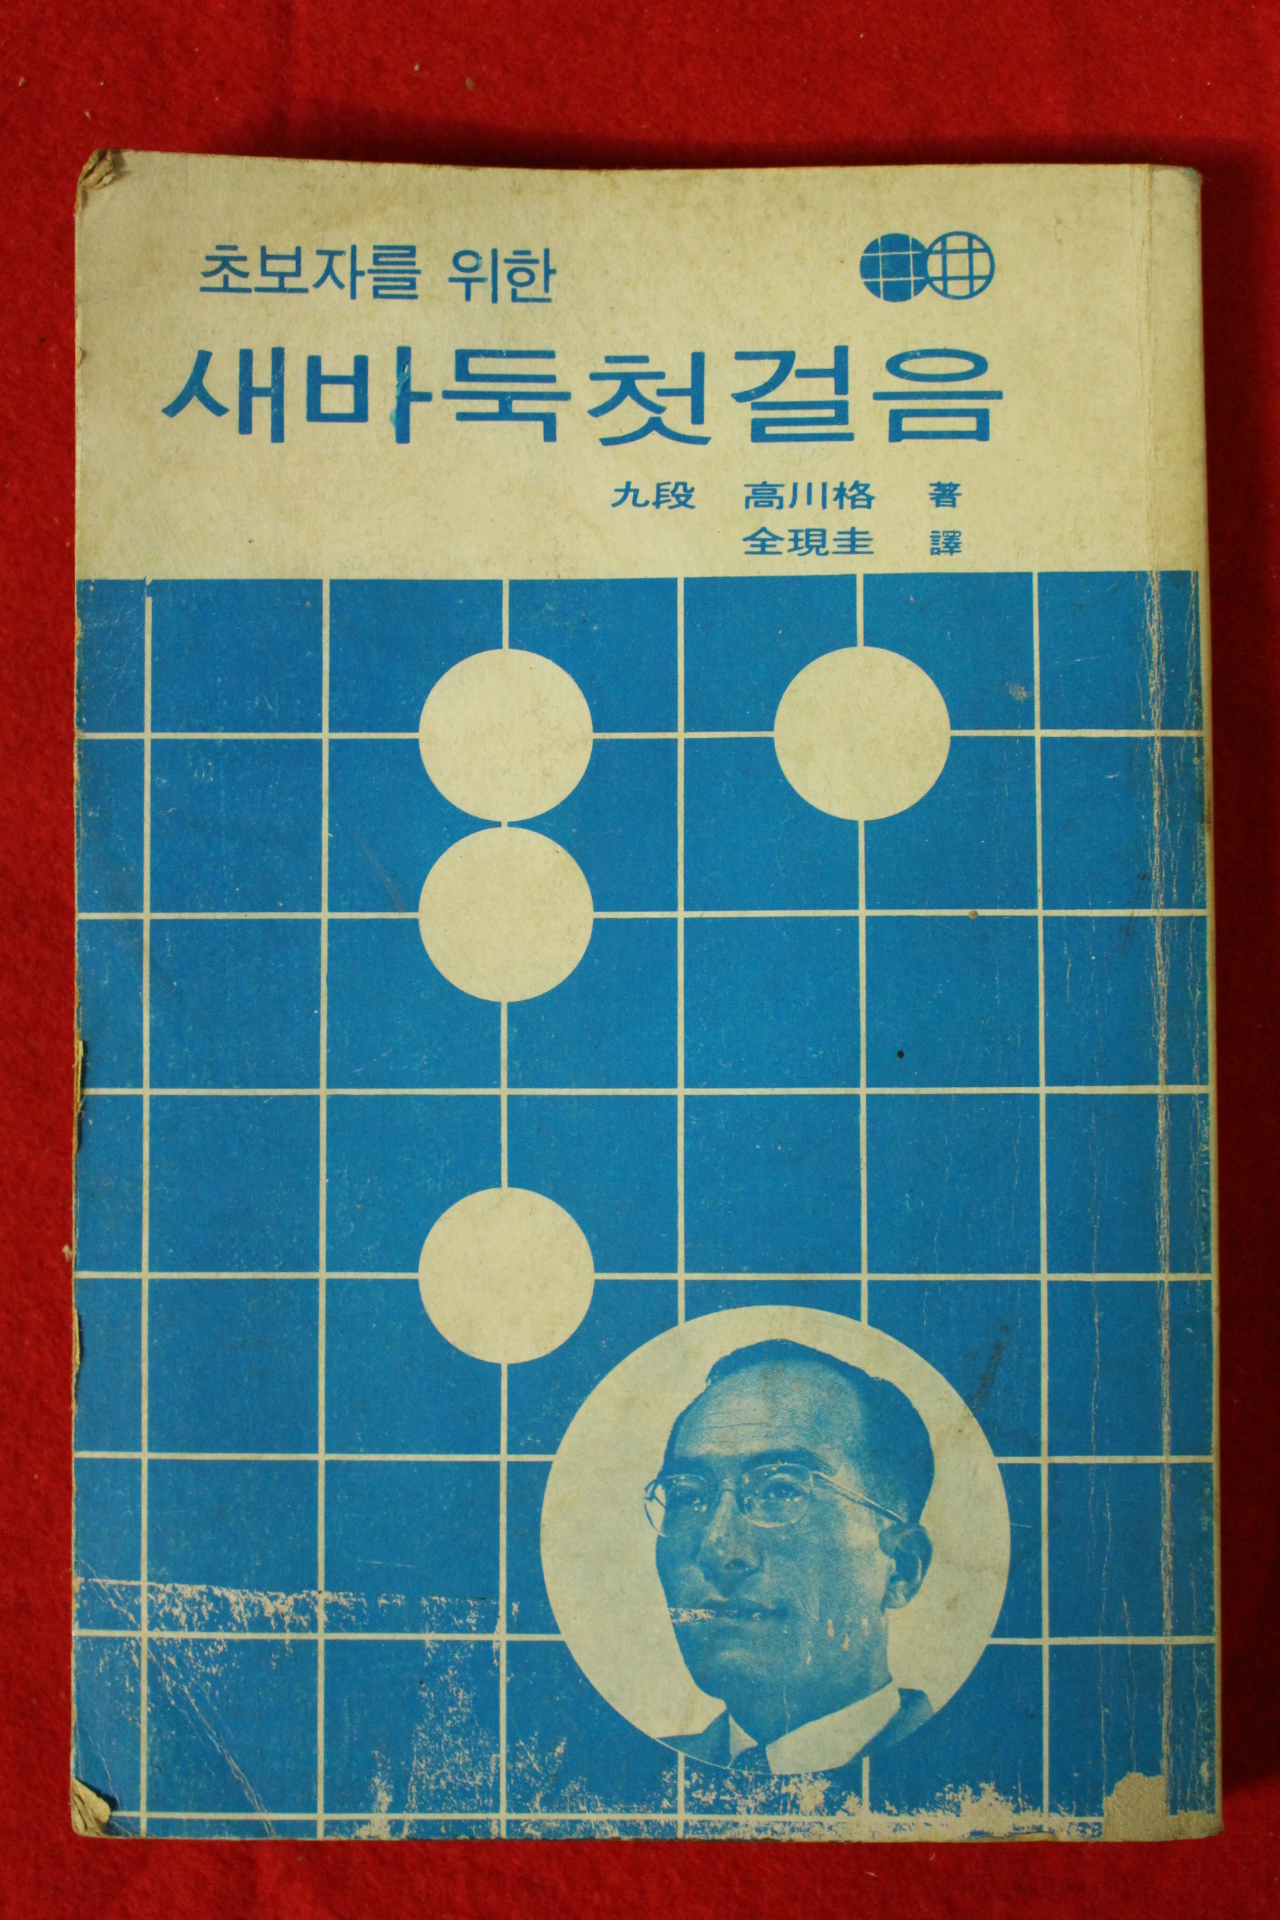 초보자를 위한
새바둑첫걸음
九段 高川格 著
全現圭 譯